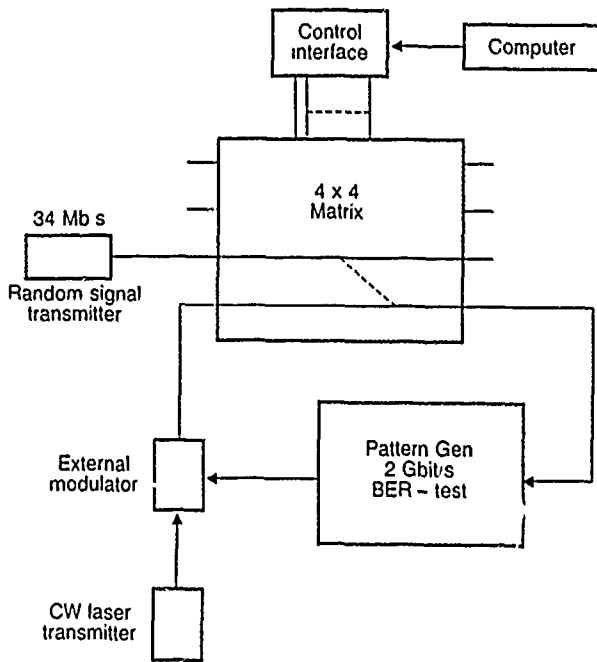 Control
interface
Computer
4 x 4
Matrix
34 Mb s
Random signal
transmitter
External
modulator
Pattern Gen
2 Gbit/s
BER – test
CW laser
transmitter